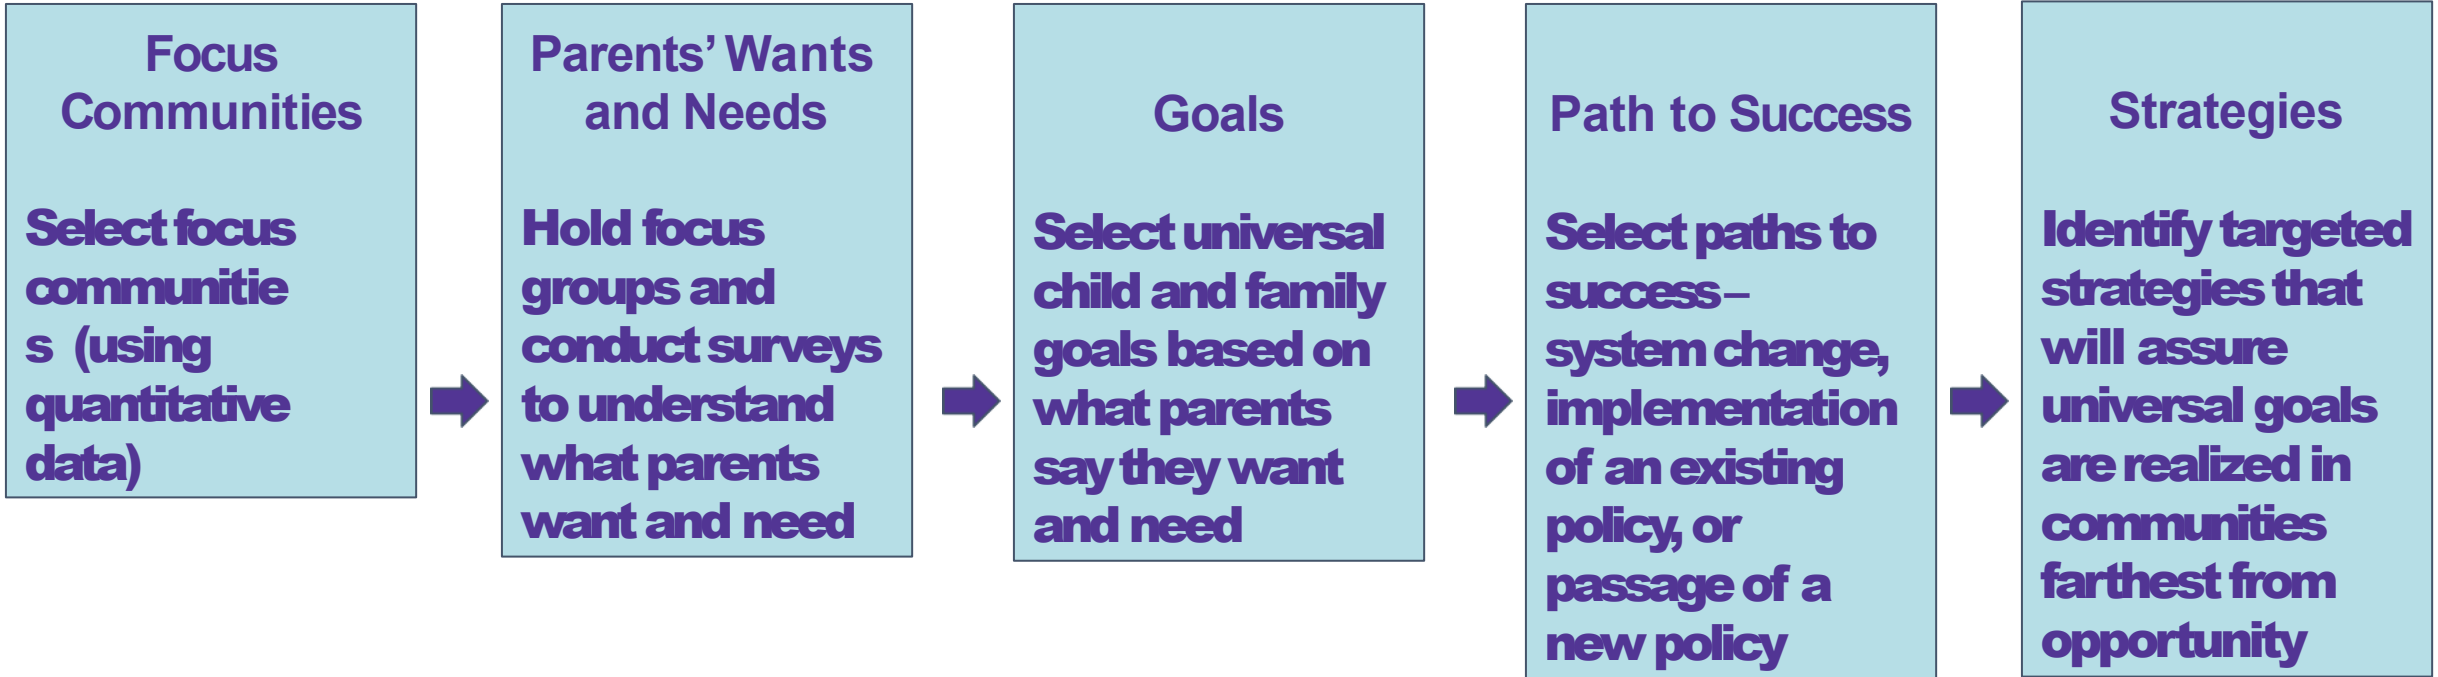 Focus
Communities
Select focus
communitie
s (using
quantitative
data)
Parents’ Wants
and Needs
Hold focus
groups and
conduct surveys
to understand
what parents
want and need
Goals
Select universal
child and family
goals based on
what parents
say they want
and need
Path to Success
Select paths to
success–
system change,
implementation
of an existing
policy, or
passage of a
new policy
Strategies
Identify targeted
strategies that
will assure
universal goals
are realized in
communities
farthest from
opportunity